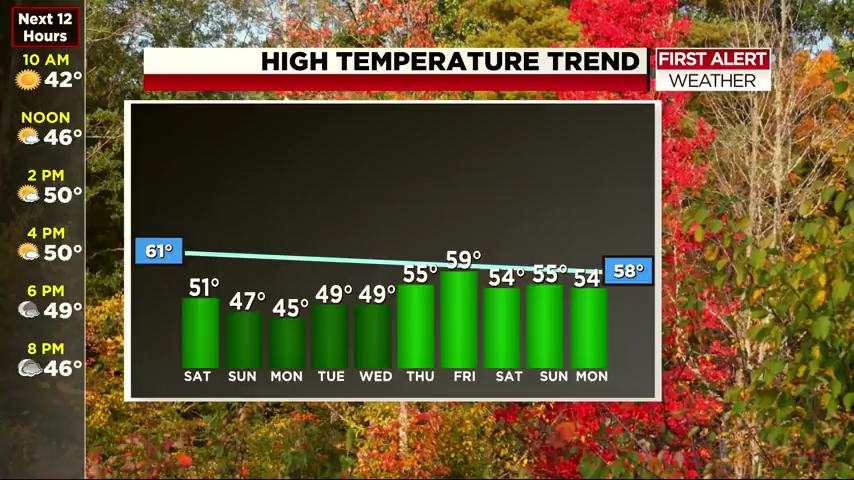 Next 12
Hours
10 AM
42°
NOON
46°
2 PM
50°
4 PM
50°
6 PM
49°
8 PM
46°
HIGH TEMPERATURE TREND
FIRST ALERT
WEATHER
61°
58°
51° 47° 45° 49° 49° 55° 59° 54° 55° 54°
SAT SUN MON TUE WED THU FRI SAT SUN MON